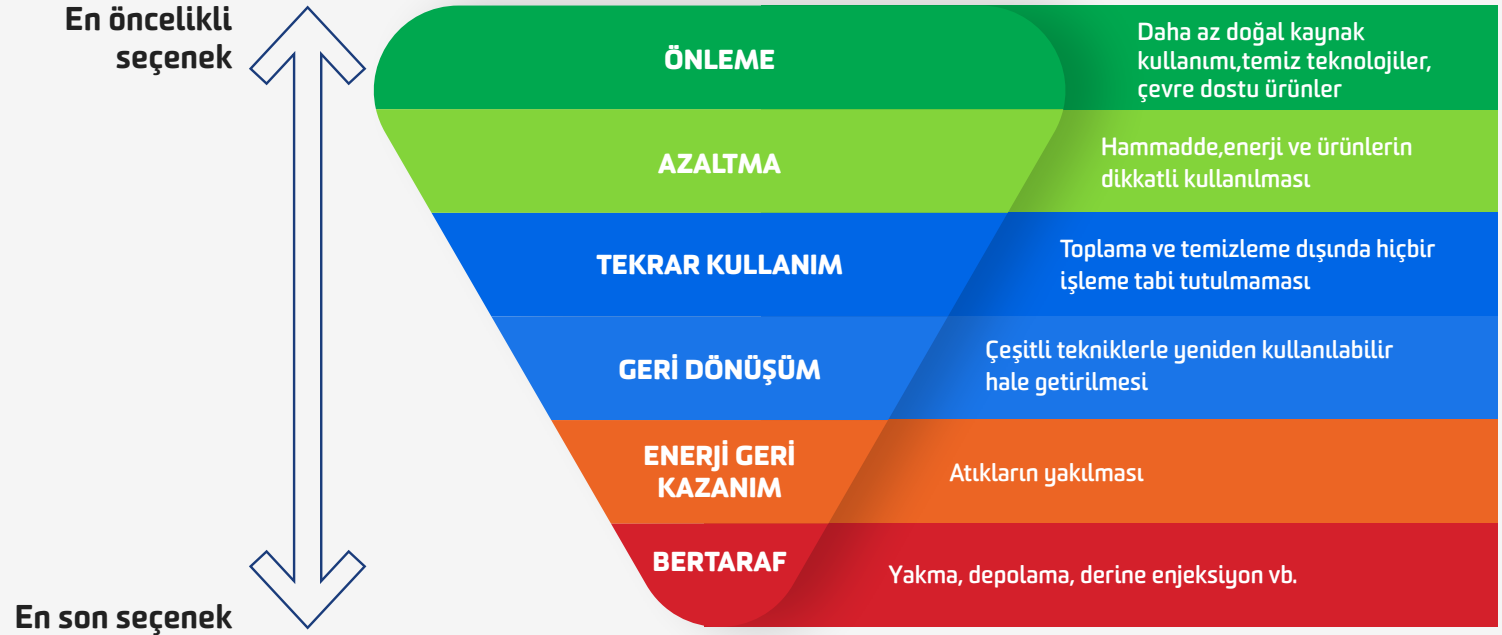 En öncelikli
seçenek
ÖNLEME
Daha az doğal kaynak
kullanımı,temiz teknolojiler,
çevre dostu ürünler
AZALTMA
Hammadde,enerji ve ürünlerin
dikkatli kullanılması
TEKRAR KULLANIM
Toplama ve temizleme dışında hiçbir
işleme tabi tutulmaması
GERİ DÖNÜŞÜM
Çeşitli tekniklerle yeniden kullanılabilir
hale getirilmesi
ENERJİ GERİ
KAZANIM
Atıkların yakılması
BERTARAF
Yakma, depolama, derine enjeksiyon vb.
En son seçenek